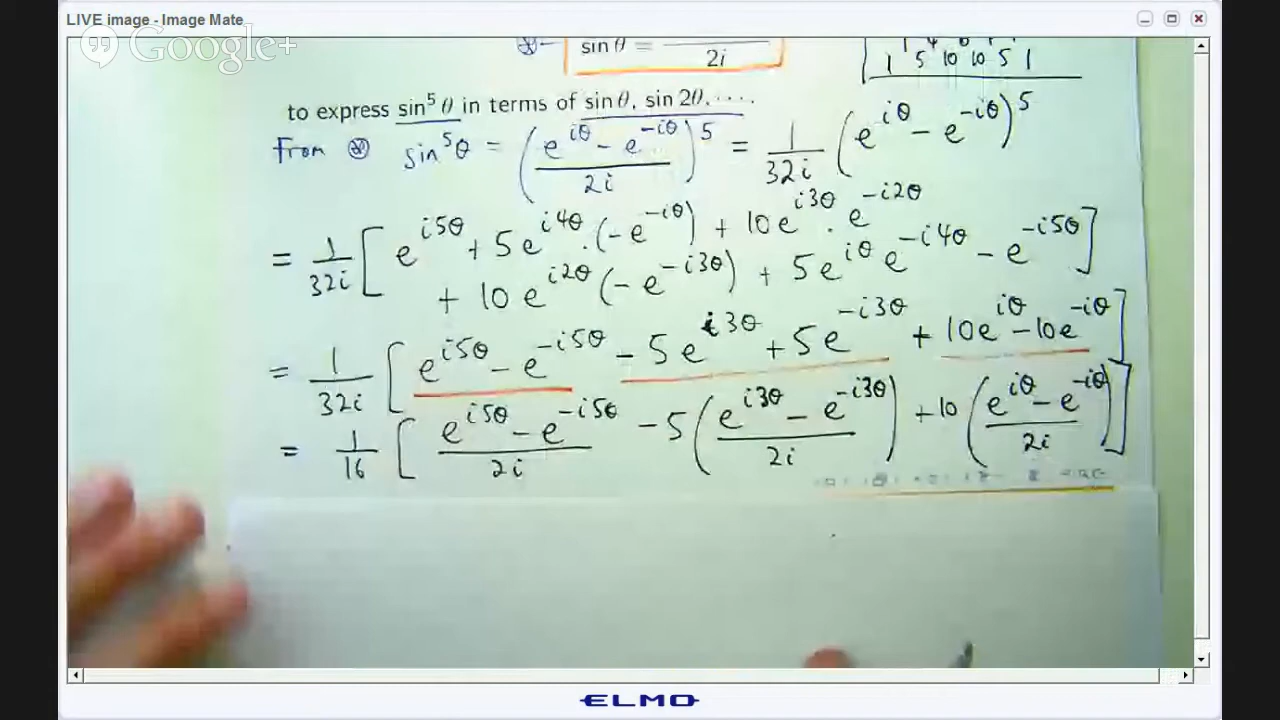 LIVE image - Image Mate
Google+
sin θ = ――― / 2i
1 5 10 10 5 1
to express sin⁵ θ in terms of sin θ, sin 2θ, ····.
From ⊛ sin⁵θ = ((e^{iθ} - e^{-iθ}) / 2i)^5 = 1/32i (e^{iθ} - e^{-iθ})^5
= 1/32i [ e^{i5θ} + 5e^{i4θ} · (-e^{-iθ}) + 10e^{i3θ} · e^{-i2θ}
+ 10e^{i2θ} (-e^{-i3θ}) + 5e^{iθ} e^{-i4θ} - e^{-i5θ} ]
= 1/32i [ e^{i5θ} - e^{-i5θ} - 5e^{i3θ} + 5e^{-i3θ} + 10e^{iθ} - 10e^{-iθ} ]
= 1/16 [ (e^{i5θ} - e^{-i5θ}) / 2i - 5 ((e^{i3θ} - e^{-i3θ}) / 2i) + 10 ((e^{iθ} - e^{-iθ}) / 2i) ]
ELMO